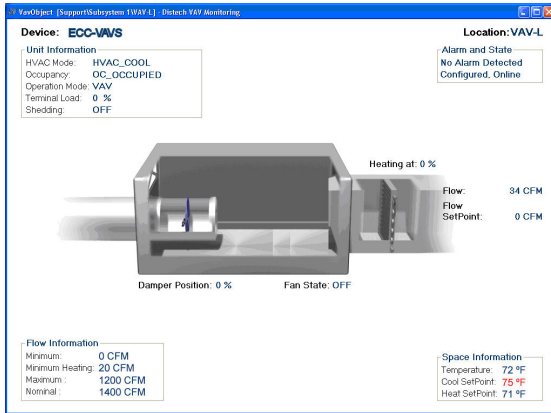 VavObject [Support\Subsystem 1\VAV-L] - Distech VAV Monitoring
Device: ECC-VAVS
Location: VAV-L
Unit Information
HVAC Mode: HVAC_COOL
Occupancy: OC_OCCUPIED
Operation Mode: VAV
Terminal Load: 0 %
Shedding: OFF
Alarm and State
No Alarm Detected
Configured, Online
Heating at: 0 %
Flow: 34 CFM
Flow
SetPoint: 0 CFM
Damper Position: 0 % Fan State: OFF
Flow Information
Minimum: 0 CFM
Minimum Heating: 20 CFM
Maximum : 1200 CFM
Nominal : 1400 CFM
Space Information
Temperature: 72 ºF
Cool SetPoint: 75 ºF
Heat SetPoint: 71 ºF